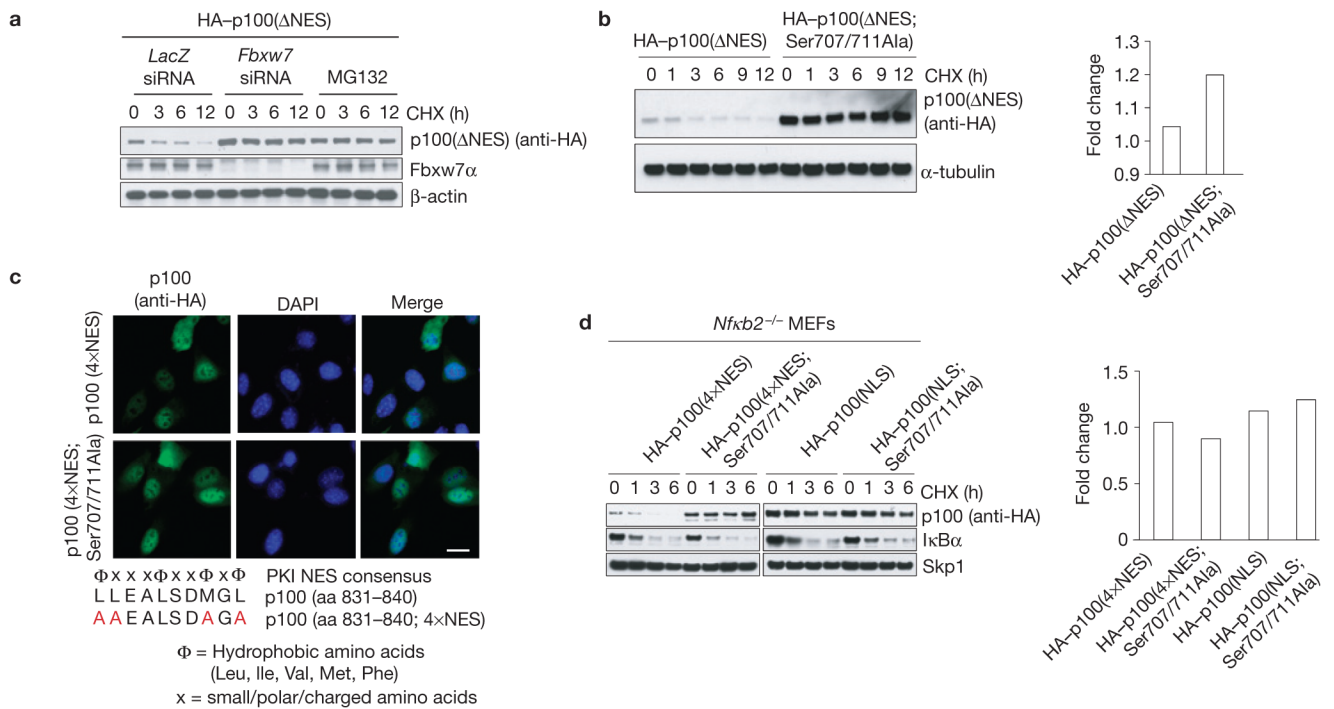 a
HA–p100(ΔNES)
LacZ
siRNA
Fbxw7
siRNA
MG132
0 3 6 12 0 3 6 12 0 3 6 12 CHX (h)
p100(ΔNES) (anti-HA)
Fbxw7α
β-actin
b
HA–p100(ΔNES)
HA–p100(ΔNES;
Ser707/711Ala)
0 1 3 6 9 12 0 1 3 6 9 12 CHX (h)
p100(ΔNES)
(anti-HA)
α-tubulin
Fold change
1.3
1.2
1.1
1.0
0.9
HA–p100(ΔNES)
HA–p100(ΔNES;
Ser707/711Ala)
c
p100
(anti-HA)
DAPI
Merge
p100 (4×NES)
p100 (4×NES;
Ser707/711Ala)
Φ x x x Φ x x Φ x Φ PKI NES consensus
L L E A L S D M G L p100 (aa 831–840)
A A E A L S D A G A p100 (aa 831–840; 4×NES)
Φ = Hydrophobic amino acids
(Leu, Ile, Val, Met, Phe)
x = small/polar/charged amino acids
d
Nfκb2–/– MEFs
HA–p100(4×NES)
HA–p100(4×NES;
Ser707/711Ala)
HA–p100(NLS)
HA–p100(NLS;
Ser707/711Ala)
0 1 3 6 0 1 3 6 0 1 3 6 0 1 3 6 CHX (h)
p100 (anti-HA)
IκBα
Skp1
Fold change
1.5
1.0
0.5
0
HA–p100(4×NES)
HA–p100(4×NES;
Ser707/711Ala)
HA–p100(NLS)
HA–p100(NLS;
Ser707/711Ala)